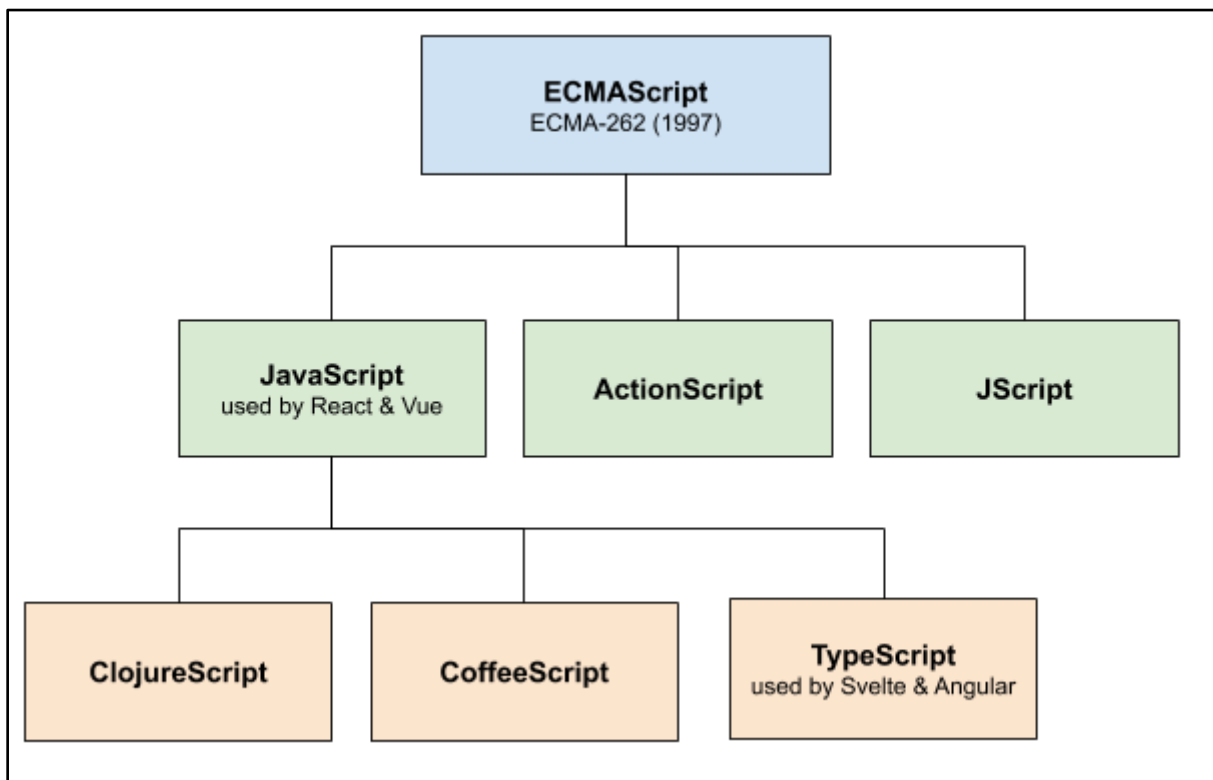 ECMAScript
ECMA-262 (1997)
JavaScript
used by React & Vue
ActionScript
JScript
ClojureScript
CoffeeScript
TypeScript
used by Svelte & Angular